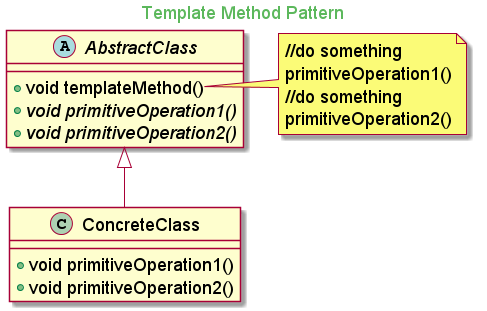 Template Method Pattern
A AbstractClass
void templateMethod()
void primitiveOperation1()
void primitiveOperation2()
//do something
primitiveOperation1()
//do something
primitiveOperation2()
C ConcreteClass
void primitiveOperation1()
void primitiveOperation2()